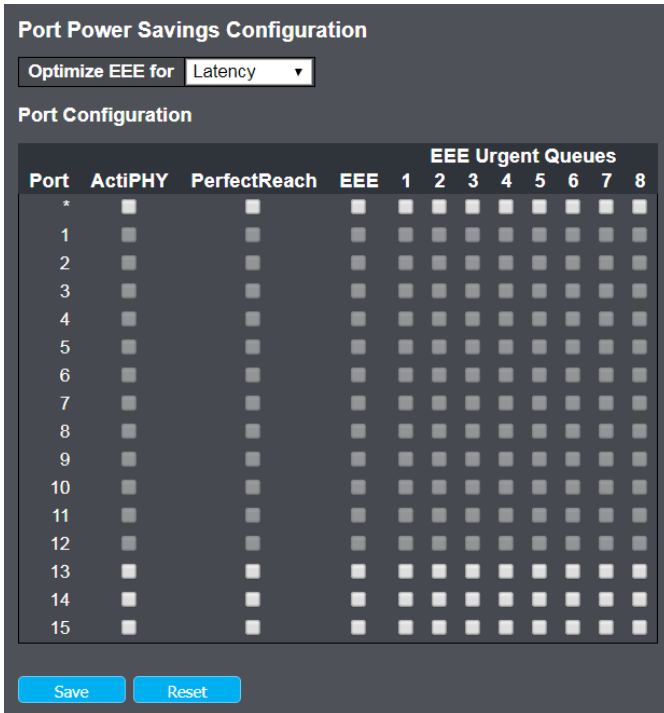 Port Power Savings Configuration
Optimize EEE for Latency
Port Configuration
EEE Urgent Queues
Port ActiPHY PerfectReach EEE 1 2 3 4 5 6 7 8
*
1
2
3
4
5
6
7
8
9
10
11
12
13
14
15
Save Reset